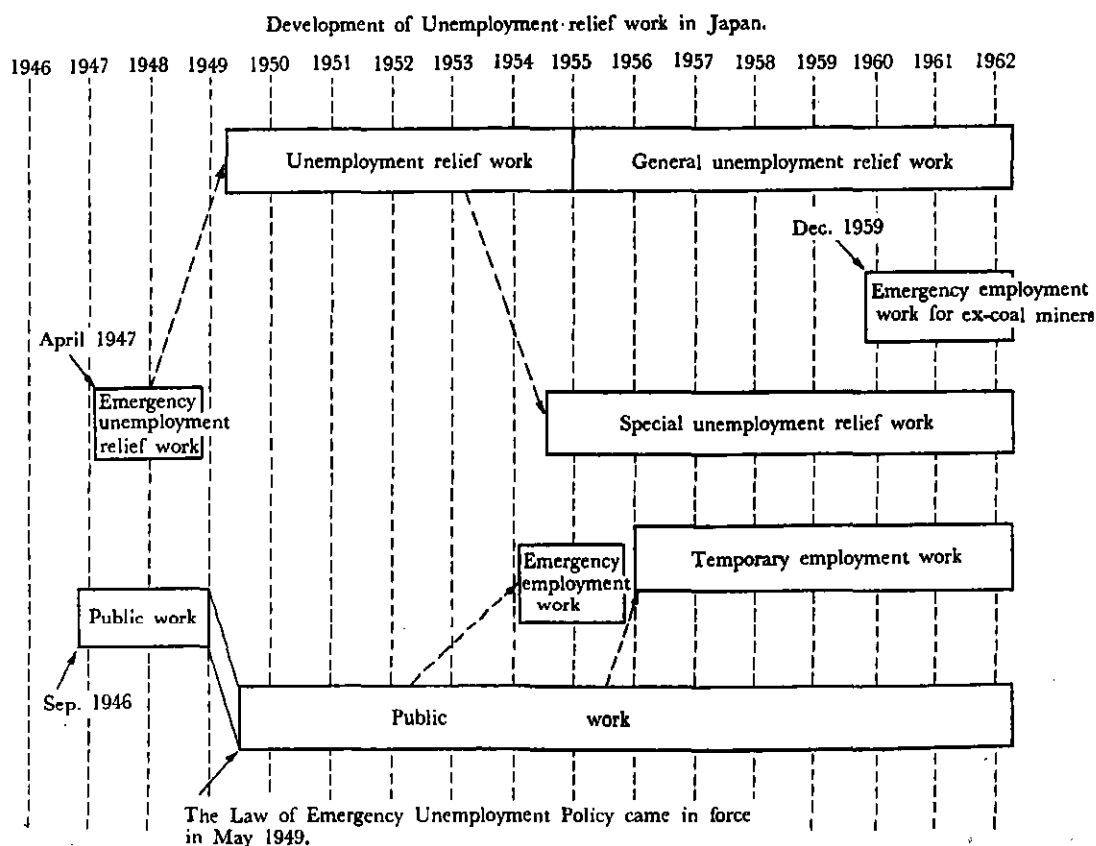 Development of Unemployment relief work in Japan.
1946 1947 1948 1949 1950 1951 1952 1953 1954 1955 1956 1957 1958 1959 1960 1961 1962
Unemployment relief work
General unemployment relief work
Dec. 1959
Emergency employment
work for ex-coal miners
April 1947
Emergency
unemployment
relief work
Special unemployment relief work
Emergency
employment
work
Temporary employment work
Public work
Sep. 1946
Public work
The Law of Emergency Unemployment Policy came in force
in May 1949.